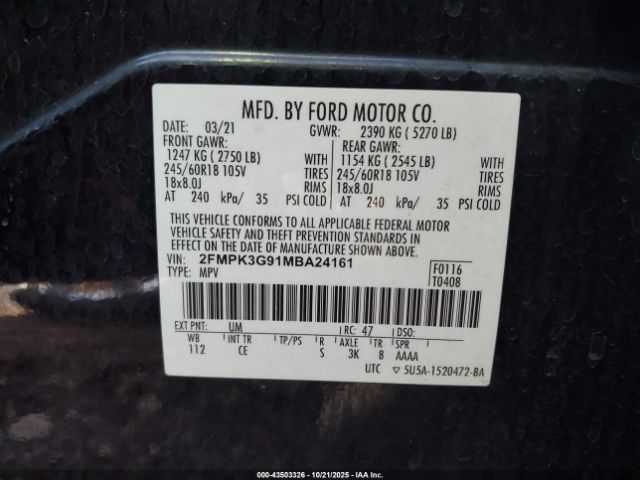 MFD. BY FORD MOTOR CO.
DATE: 03/21 GVWR: 2390 KG ( 5270 LB)
FRONT GAWR: REAR GAWR:
1247 KG ( 2750 LB) WITH 1154 KG ( 2545 LB) WITH
245/60R18 105V TIRES 245/60R18 105V TIRES
18x8.0J RIMS 18x8.0J RIMS
AT 240 kPa/ 35 PSI COLD AT 240 kPa/ 35 PSI COLD
THIS VEHICLE CONFORMS TO ALL APPLICABLE FEDERAL MOTOR
VEHICLE SAFETY AND THEFT PREVENTION STANDARDS IN
EFFECT ON THE DATE OF MANUFACTURE SHOWN ABOVE.
VIN: 2FMPK3G91MBA24161 F0116
TYPE: MPV T0408
EXT PNT: UM RC: 47 DSO:
WB INT TR TP/PS R AXLE TR SPR
112 CE S 3K 8 AAAA
UTC ▽ 5U5A-1520472-BA
000-43503326 - 10/21/2025 - IAAI.COM